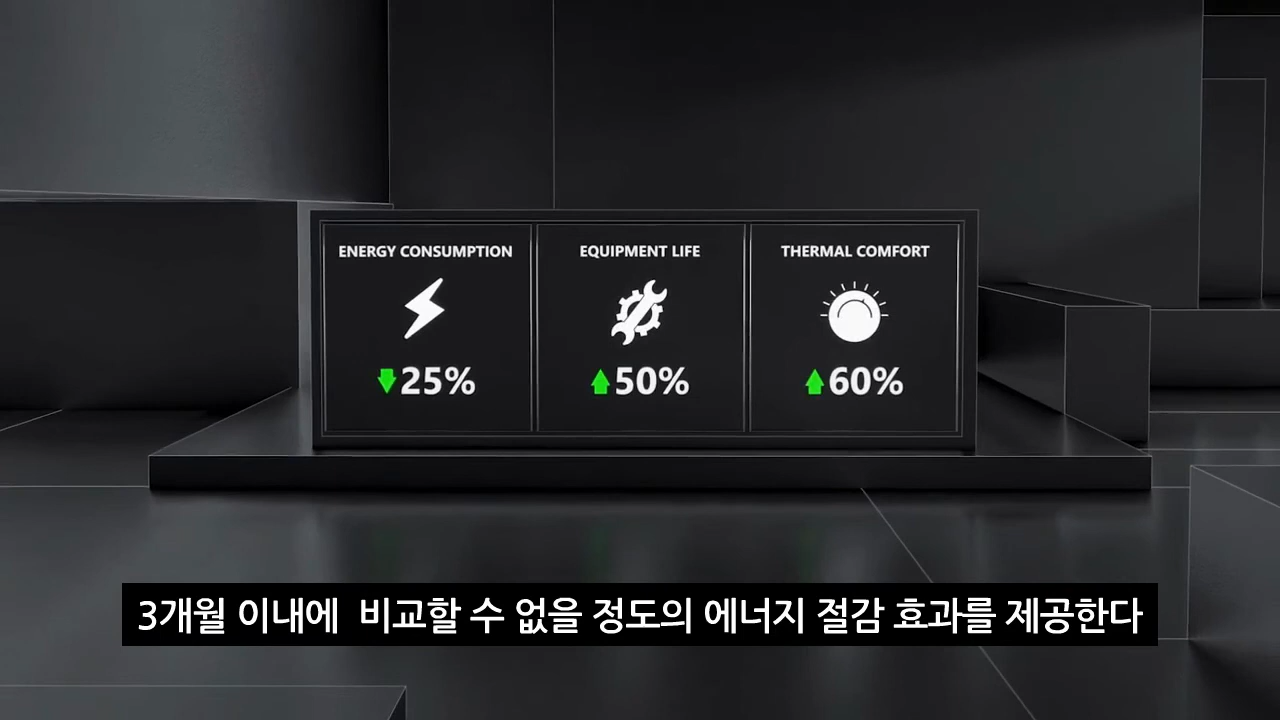 ENERGY CONSUMPTION
25%
EQUIPMENT LIFE
50%
THERMAL COMFORT
60%
3개월 이내에 비교할 수 없을 정도의 에너지 절감 효과를 제공한다